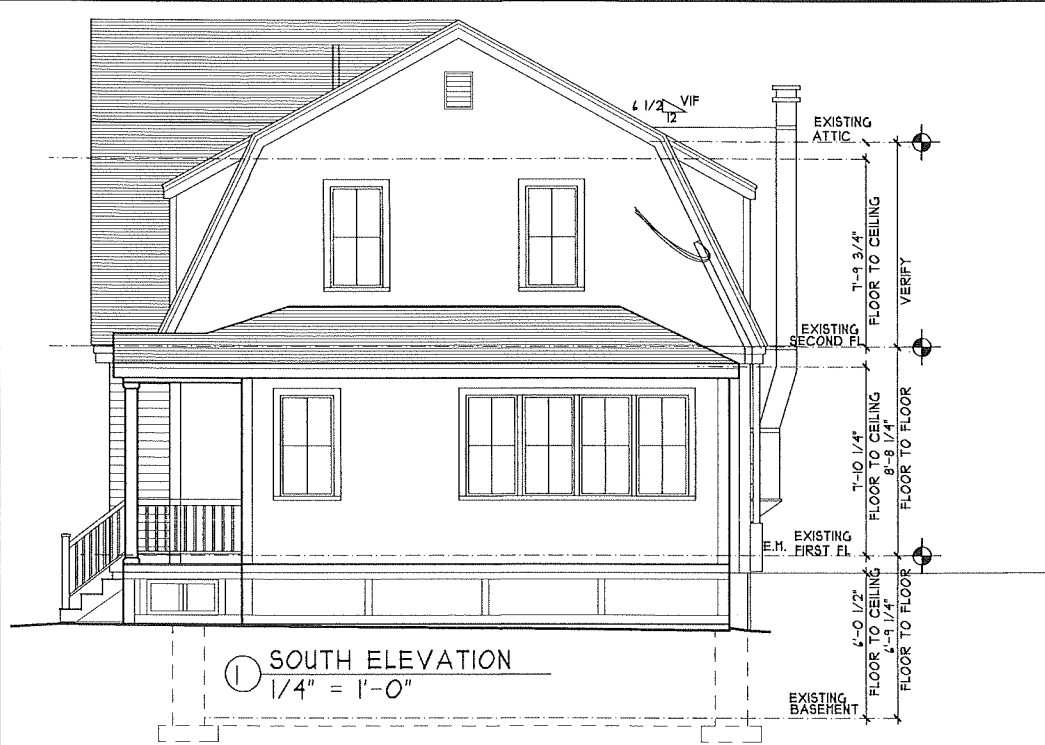 6 1/2 VIF
12
EXISTING
ATTIC
7'-9 3/4"
FLOOR TO CEILING
VERIFY
EXISTING
SECOND FL
7'-10 1/4"
FLOOR TO CEILING
8'-8 1/4"
FLOOR TO FLOOR
E.M.
EXISTING
FIRST FL
6'-0 1/2"
FLOOR TO CEILING
6'-9 1/4"
FLOOR TO FLOOR
1
SOUTH ELEVATION
1/4" = 1'-0"
EXISTING
BASEMENT